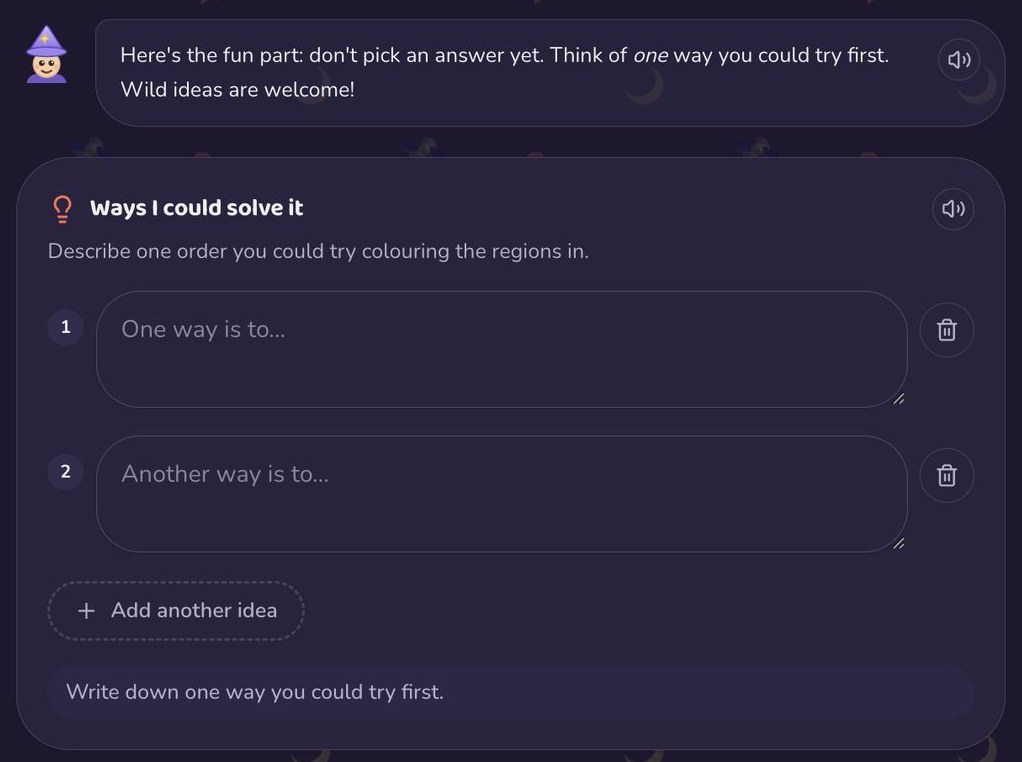 Here's the fun part: don't pick an answer yet. Think of one way you could try first.
Wild ideas are welcome!
Ways I could solve it
Describe one order you could try colouring the regions in.
1
One way is to...
2
Another way is to...
+ Add another idea
Write down one way you could try first.